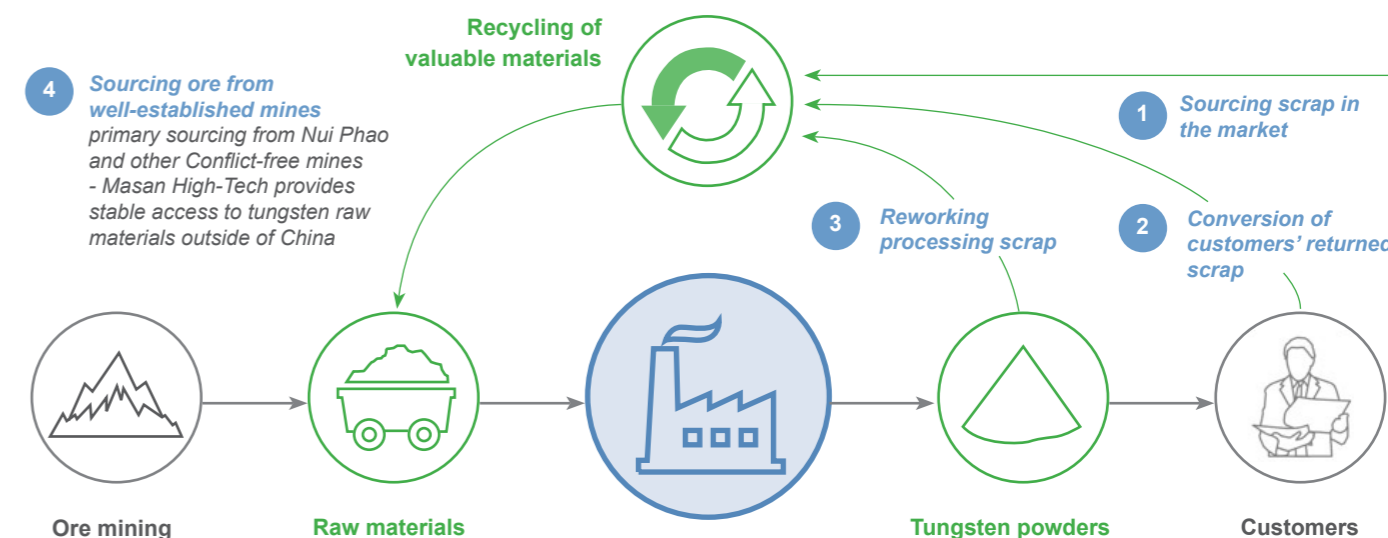 Recycling of
valuable materials
4
Sourcing ore from
well-established mines
primary sourcing from Nui Phao
and other Conflict-free mines
- Masan High-Tech provides
stable access to tungsten raw
materials outside of China
1
Sourcing scrap in
the market
3
Reworking
processing scrap
2
Conversion of
customers’ returned
scrap
Ore mining
Raw materials
Tungsten powders
Customers